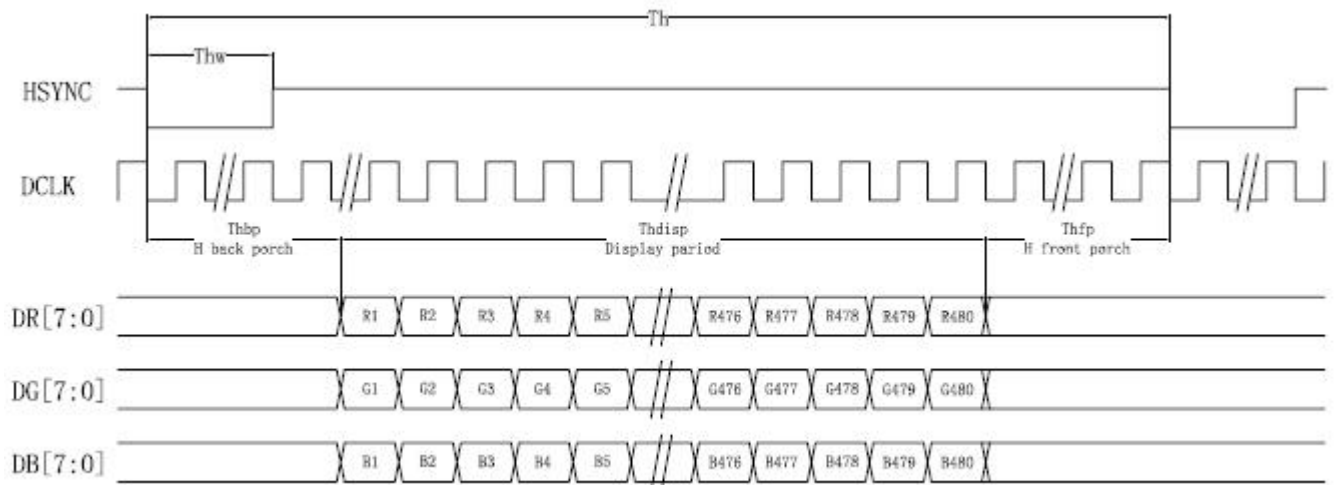 Th
Thw
HSYNC
DCLK
Thbp Thdisp Thfp
H back porch Display pariod H front porch
DR[7:0] R1 R2 R3 R4 R5 R476 R477 R478 R479 R480
DG[7:0] G1 G2 G3 G4 G5 G476 G477 G478 G479 G480
DB[7:0] B1 B2 B3 B4 B5 B476 B477 B478 B479 B480